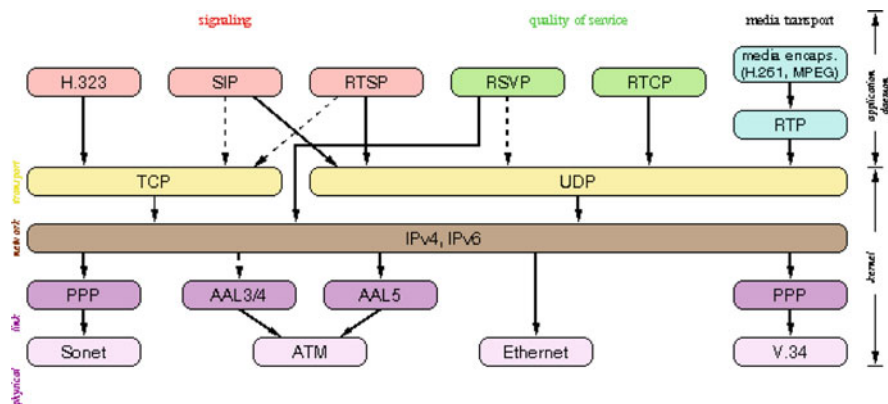 signaling
quality of service
media transport
H.323
SIP
RTSP
RSVP
RTCP
media encaps.
(H.261, MPEG)
RTP
application
daemon
transport
TCP
UDP
network
IPv4, IPv6
kernel
link
PPP
AAL3/4
AAL5
PPP
physical
Sonet
ATM
Ethernet
V.34